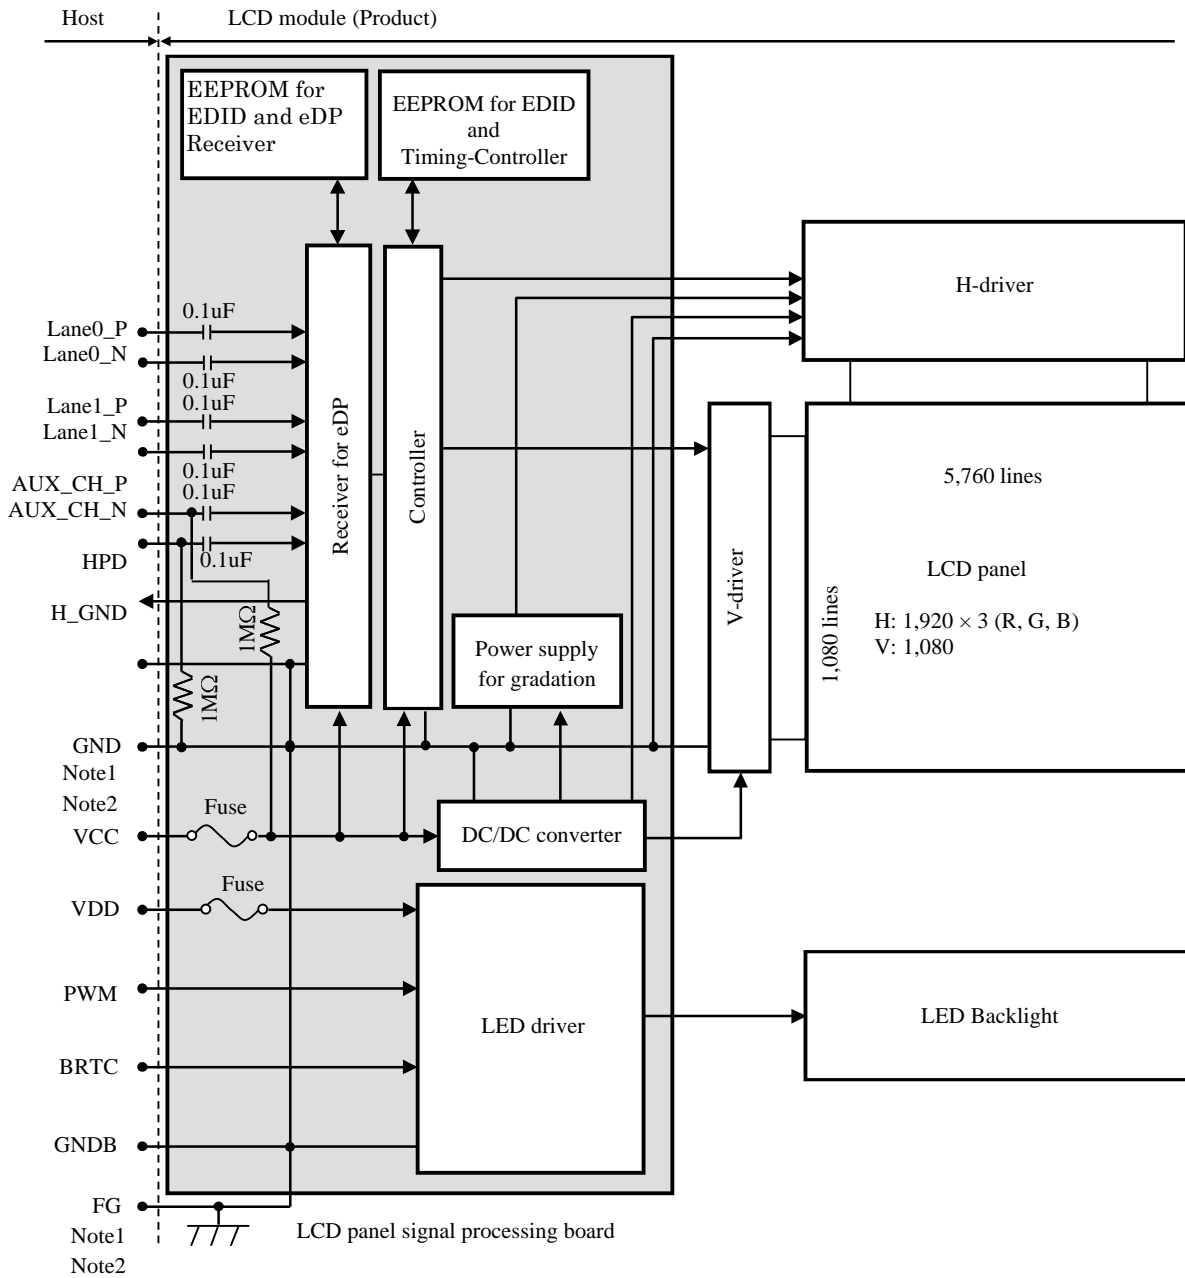 Host
LCD module (Product)
EEPROM for
EDID and eDP
Receiver
EEPROM for EDID
and
Timing-Controller
H-driver
0.1uF
Lane0_P
Lane0_N
0.1uF
0.1uF
Lane1_P
Lane1_N
0.1uF
0.1uF
AUX_CH_P
AUX_CH_N
0.1uF
HPD
H_GND
1MΩ
1MΩ
Receiver for eDP
Controller
Power supply
for gradation
V-driver
5,760 lines
1,080 lines
LCD panel
H: 1,920 × 3 (R, G, B)
V: 1,080
GND
Note1
Note2
VCC
Fuse
DC/DC converter
VDD
Fuse
PWM
LED driver
LED Backlight
BRTC
GNDB
FG
Note1
Note2
LCD panel signal processing board